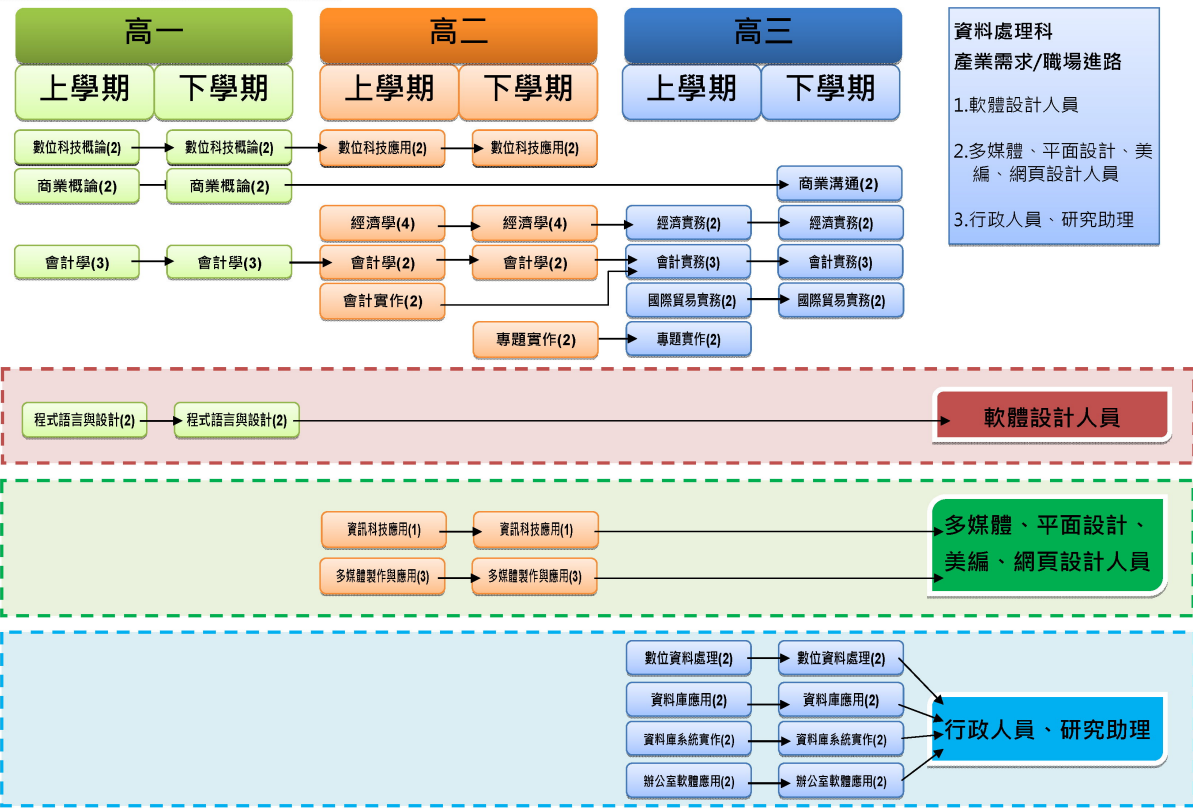 高一
高二
高三
上學期
下學期
上學期
下學期
上學期
下學期
資料處理科
產業需求/職場進路
1.軟體設計人員
2.多媒體、平面設計、美
編、網頁設計人員
3.行政人員、研究助理
數位科技概論(2)
數位科技概論(2)
數位科技應用(2)
數位科技應用(2)
商業概論(2)
商業概論(2)
商業溝通(2)
經濟學(4)
經濟學(4)
經濟實務(2)
經濟實務(2)
會計學(3)
會計學(3)
會計學(2)
會計學(2)
會計實務(3)
會計實務(3)
會計實作(2)
國際貿易實務(2)
國際貿易實務(2)
專題實作(2)
專題實作(2)
程式語言與設計(2)
程式語言與設計(2)
軟體設計人員
資訊科技應用(1)
資訊科技應用(1)
多媒體製作與應用(3)
多媒體製作與應用(3)
多媒體、平面設計、
美編、網頁設計人員
數位資料處理(2)
數位資料處理(2)
資料庫應用(2)
資料庫應用(2)
資料庫系統實作(2)
資料庫系統實作(2)
辦公室軟體應用(2)
辦公室軟體應用(2)
行政人員、研究助理